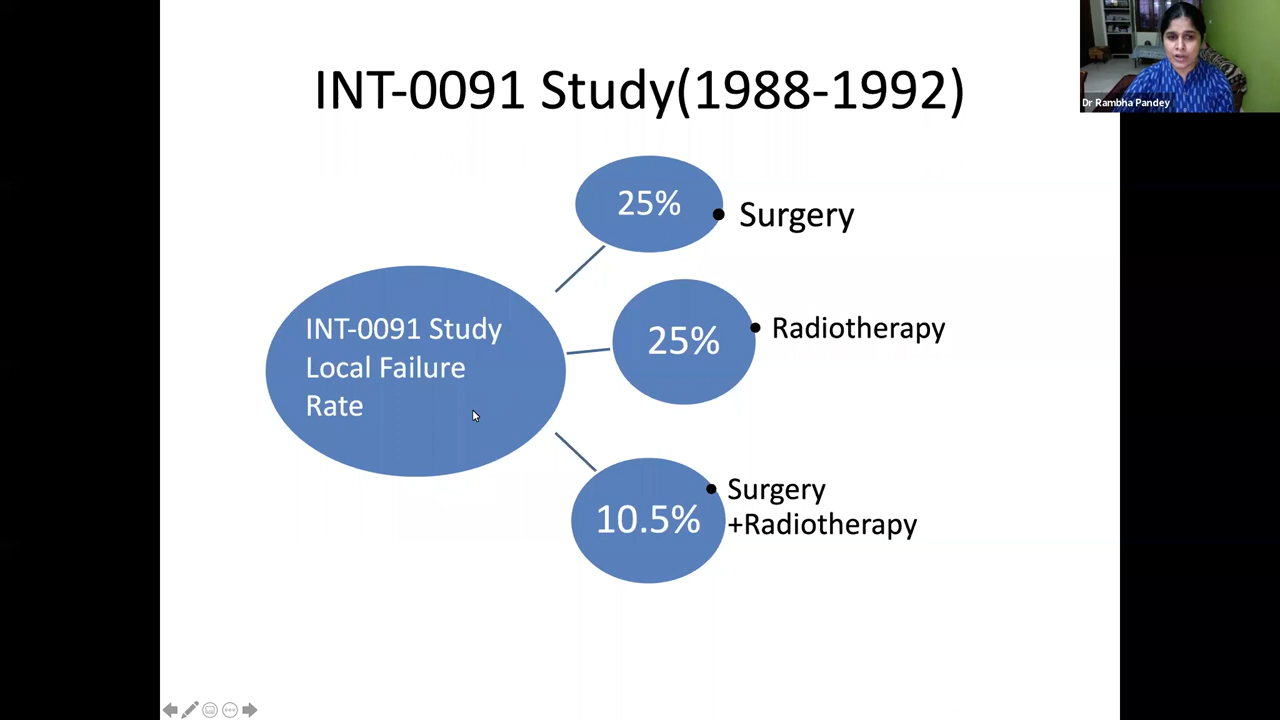 INT-0091 Study(1988-1992)
25%
• Surgery
INT-0091 Study
Local Failure
Rate
25%
• Radiotherapy
10.5%
• Surgery
+Radiotherapy
Dr Rambha Pandey